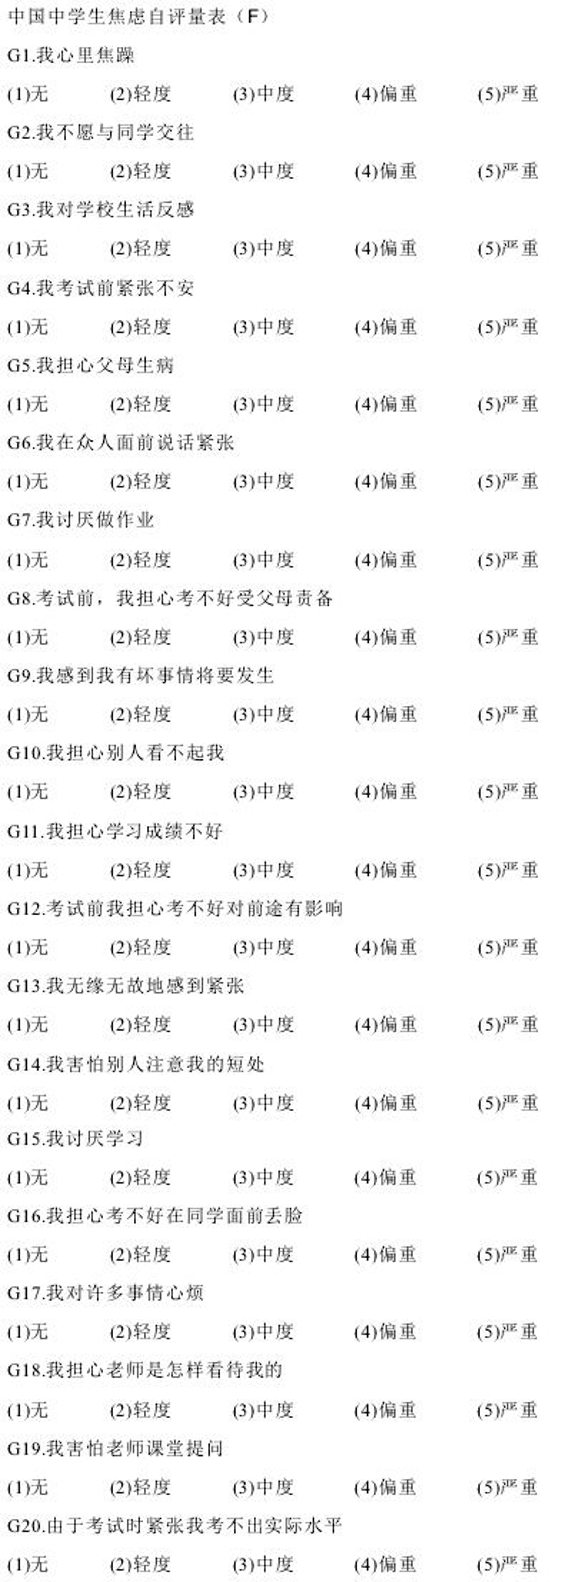 中国中学生焦虑自评量表（F）
G1.我心里焦躁
(1)无 (2)轻度 (3)中度 (4)偏重 (5)严重
G2.我不愿与同学交往
(1)无 (2)轻度 (3)中度 (4)偏重 (5)严重
G3.我对学校生活反感
(1)无 (2)轻度 (3)中度 (4)偏重 (5)严重
G4.我考试前紧张不安
(1)无 (2)轻度 (3)中度 (4)偏重 (5)严重
G5.我担心父母生病
(1)无 (2)轻度 (3)中度 (4)偏重 (5)严重
G6.我在众人面前说话紧张
(1)无 (2)轻度 (3)中度 (4)偏重 (5)严重
G7.我讨厌做作业
(1)无 (2)轻度 (3)中度 (4)偏重 (5)严重
G8.考试前，我担心考不好受父母责备
(1)无 (2)轻度 (3)中度 (4)偏重 (5)严重
G9.我感到我有坏事情将要发生
(1)无 (2)轻度 (3)中度 (4)偏重 (5)严重
G10.我担心别人看不起我
(1)无 (2)轻度 (3)中度 (4)偏重 (5)严重
G11.我担心学习成绩不好
(1)无 (2)轻度 (3)中度 (4)偏重 (5)严重
G12.考试前我担心考不好对前途有影响
(1)无 (2)轻度 (3)中度 (4)偏重 (5)严重
G13.我无缘无故地感到紧张
(1)无 (2)轻度 (3)中度 (4)偏重 (5)严重
G14.我害怕别人注意我的短处
(1)无 (2)轻度 (3)中度 (4)偏重 (5)严重
G15.我讨厌学习
(1)无 (2)轻度 (3)中度 (4)偏重 (5)严重
G16.我担心考不好在同学面前丢脸
(1)无 (2)轻度 (3)中度 (4)偏重 (5)严重
G17.我对许多事情心烦
(1)无 (2)轻度 (3)中度 (4)偏重 (5)严重
G18.我担心老师是怎样看待我的
(1)无 (2)轻度 (3)中度 (4)偏重 (5)严重
G19.我害怕老师课堂提问
(1)无 (2)轻度 (3)中度 (4)偏重 (5)严重
G20.由于考试时紧张我考不出实际水平
(1)无 (2)轻度 (3)中度 (4)偏重 (5)严重